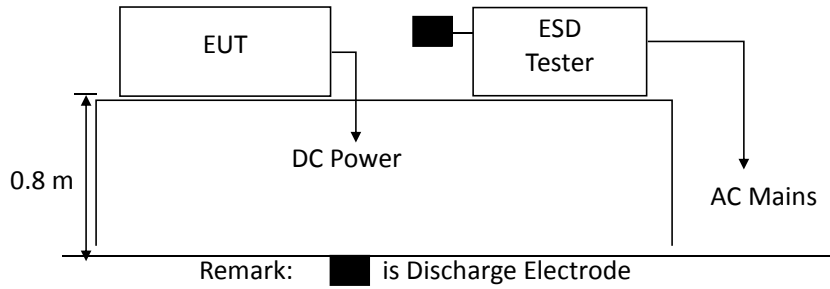 EUT
ESD
Tester
DC Power
0.8 m
AC Mains
Remark: is Discharge Electrode